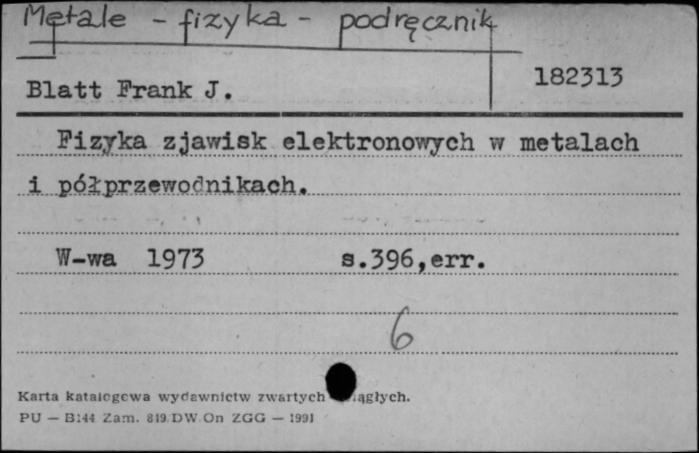 Metale - fizyka - podręcznik
Blatt Frank J.
182313
Fizyka zjawisk elektronowych w metalach
i półprzewodnikach.
W-wa 1973 s.396,err.
6
Karta katalogowa wydawnictw zwartych ciągłych.
PU — B144 Zam. 819 DW On ZGG — 1991